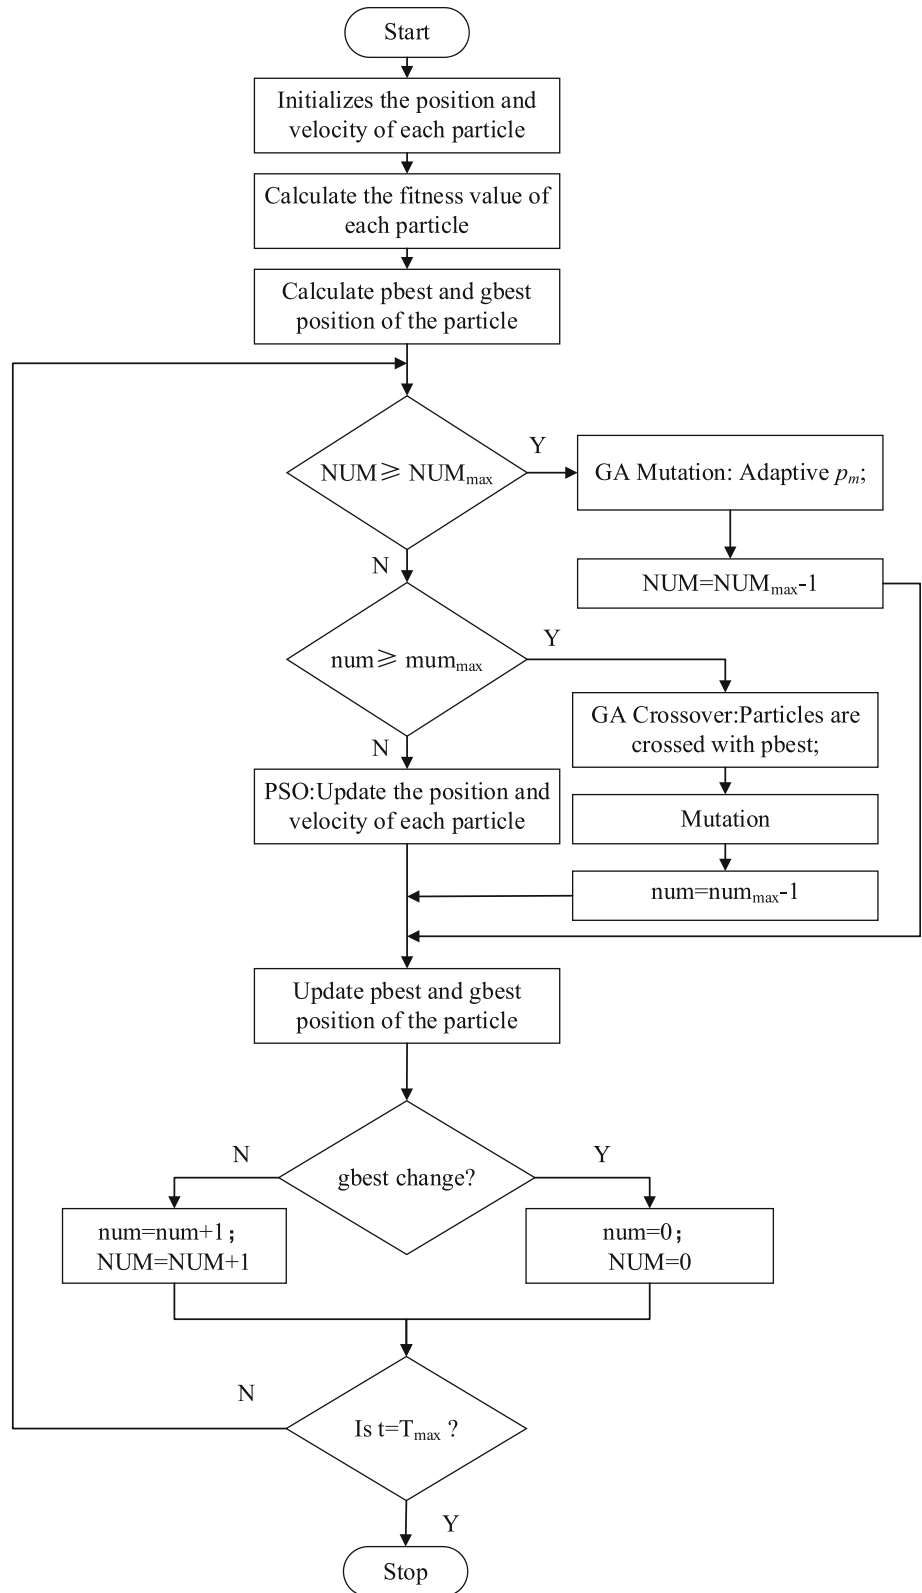 Start
Initializes the position and
velocity of each particle
Calculate the fitness value of
each particle
Calculate pbest and gbest
position of the particle
NUM⩾ NUMmax
Y
GA Mutation: Adaptive pm;
N
NUM=NUMmax-1
num⩾ mummax
Y
GA Crossover:Particles are
crossed with pbest;
N
PSO:Update the position and
velocity of each particle
Mutation
num=nummax-1
Update pbest and gbest
position of the particle
gbest change?
N
Y
num=num+1；
NUM=NUM+1
num=0；
NUM=0
N
Is t=Tmax ?
Y
Stop